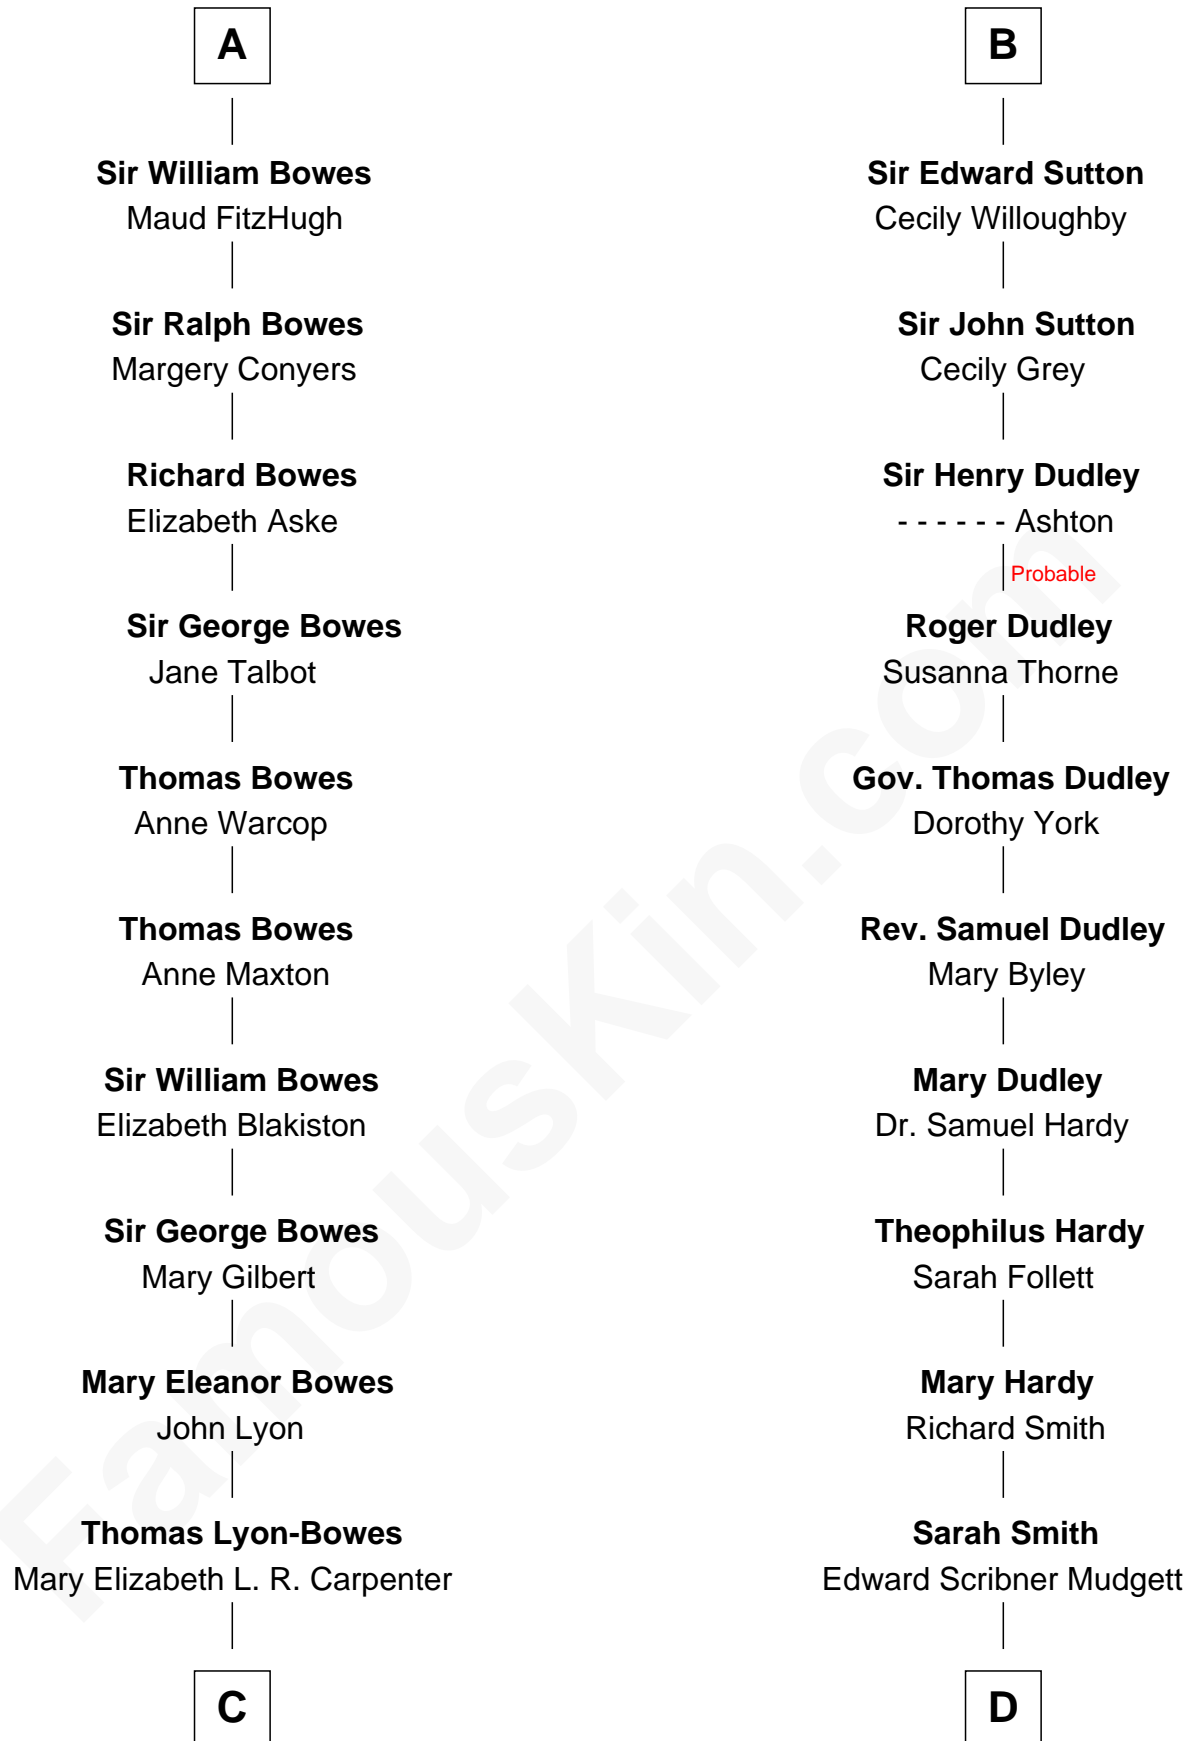 A
Sir William Bowes
Maud FitzHugh
Sir Ralph Bowes
Margery Conyers
Richard Bowes
Elizabeth Aske
Sir George Bowes
Jane Talbot
Thomas Bowes
Anne Warcop
Thomas Bowes
Anne Maxton
Sir William Bowes
Elizabeth Blakiston
Sir George Bowes
Mary Gilbert
Mary Eleanor Bowes
John Lyon
Thomas Lyon-Bowes
Mary Elizabeth L. R. Carpenter
C
B
Sir Edward Sutton
Cecily Willoughby
Sir John Sutton
Cecily Grey
Sir Henry Dudley
- - - - - - Ashton
Probable
Roger Dudley
Susanna Thorne
Gov. Thomas Dudley
Dorothy York
Rev. Samuel Dudley
Mary Byley
Mary Dudley
Dr. Samuel Hardy
Theophilus Hardy
Sarah Follett
Mary Hardy
Richard Smith
Sarah Smith
Edward Scribner Mudgett
D
FamousKin.com